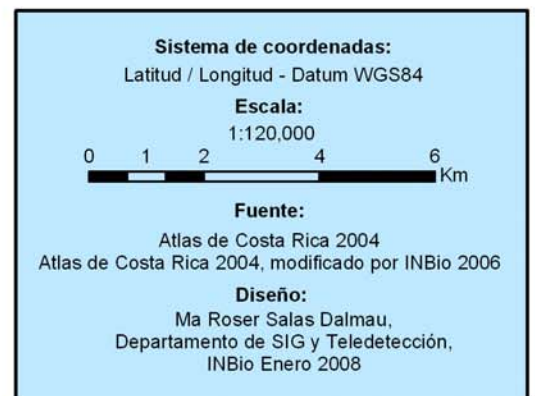 Sistema de coordenadas:
Latitud / Longitud - Datum WGS84
Escala:
1:120,000
0 1 2 4 6
Km
Fuente:
Atlas de Costa Rica 2004
Atlas de Costa Rica 2004, modificado por INBio 2006
Diseño:
Ma Roser Salas Dalmau,
Departamento de SIG y Teledetección,
INBio Enero 2008